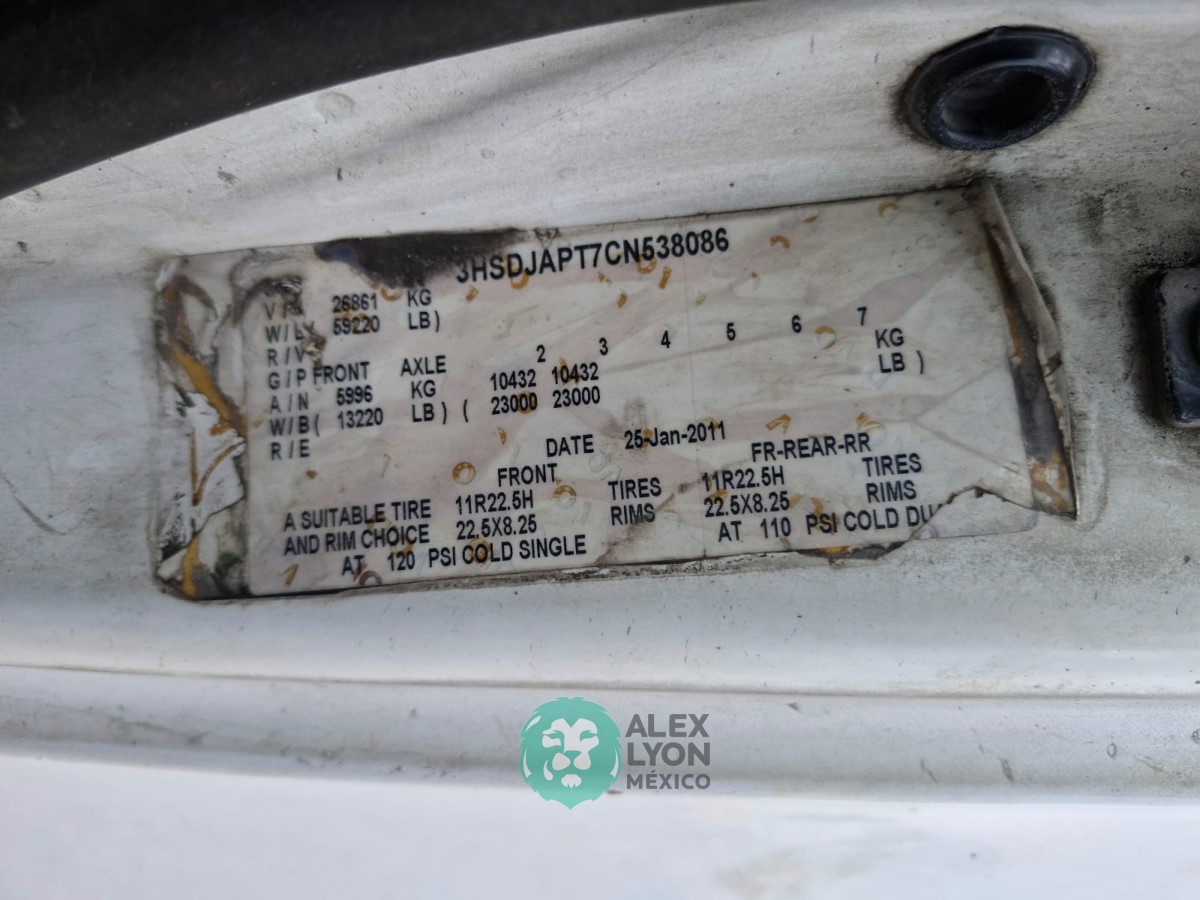 3HSDJAPT7CN538086
V / 26861 KG
W / L 59220 LB )
R / V
G / P FRONT AXLE 2 3 4 5 6 7
A / N 5996 KG 10432 10432 KG
W / B ( 13220 LB ) ( 23000 23000 LB )
R / E
DATE 25-Jan-2011
FRONT FR-REAR-RR
A SUITABLE TIRE 11R22.5H TIRES 11R22.5H TIRES
AND RIM CHOICE 22.5X8.25 RIMS 22.5X8.25 RIMS
AT 120 PSI COLD SINGLE AT 110 PSI COLD
ALEX
LYON
MÉXICO